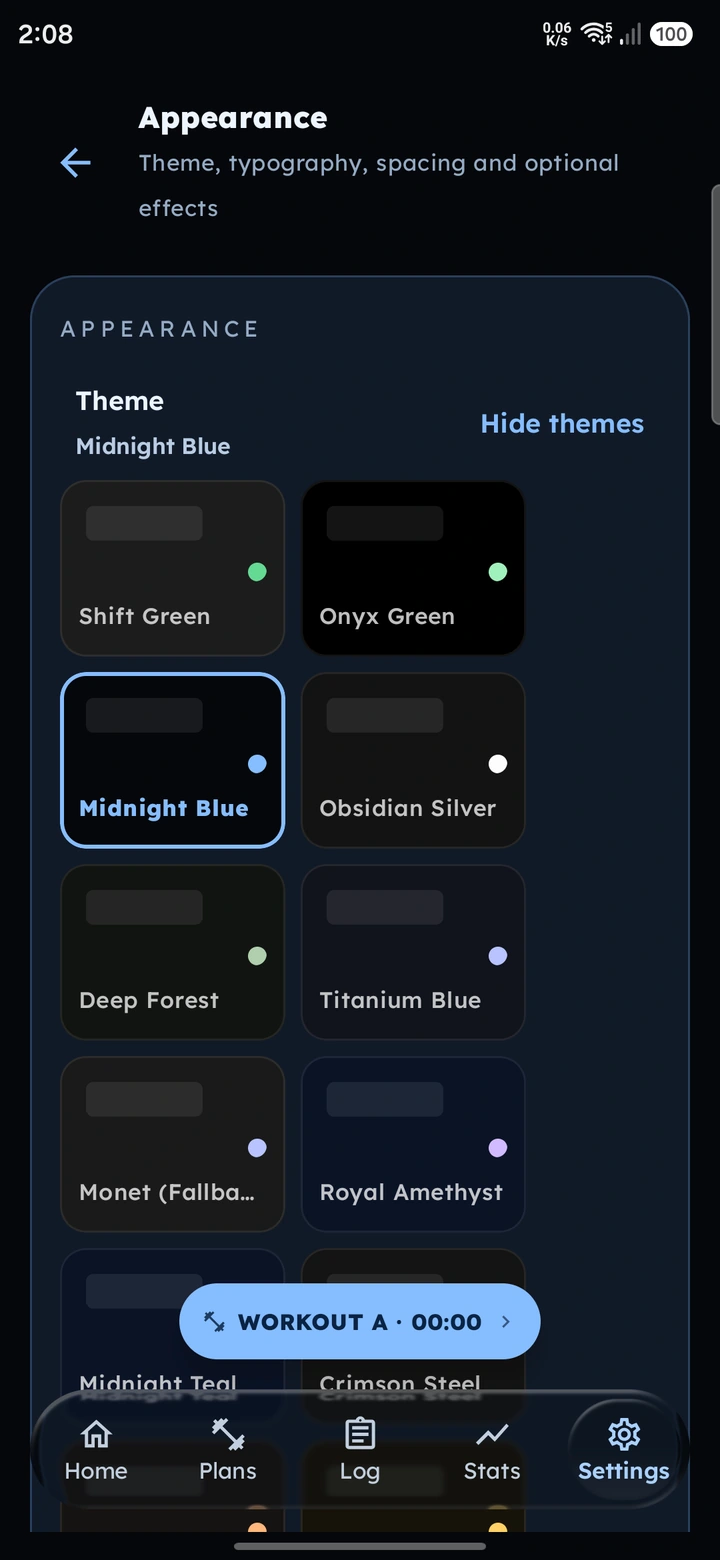 2:08
0.06
K/s
5
100
Appearance
Theme, typography, spacing and optional
effects
APPEARANCE
Theme
Midnight Blue
Hide themes
Shift Green
Onyx Green
Midnight Blue
Obsidian Silver
Deep Forest
Titanium Blue
Monet (Fallba…
Royal Amethyst
WORKOUT A · 00:00
Midnight Teal
Crimson Steel
Home
Plans
Log
Stats
Settings